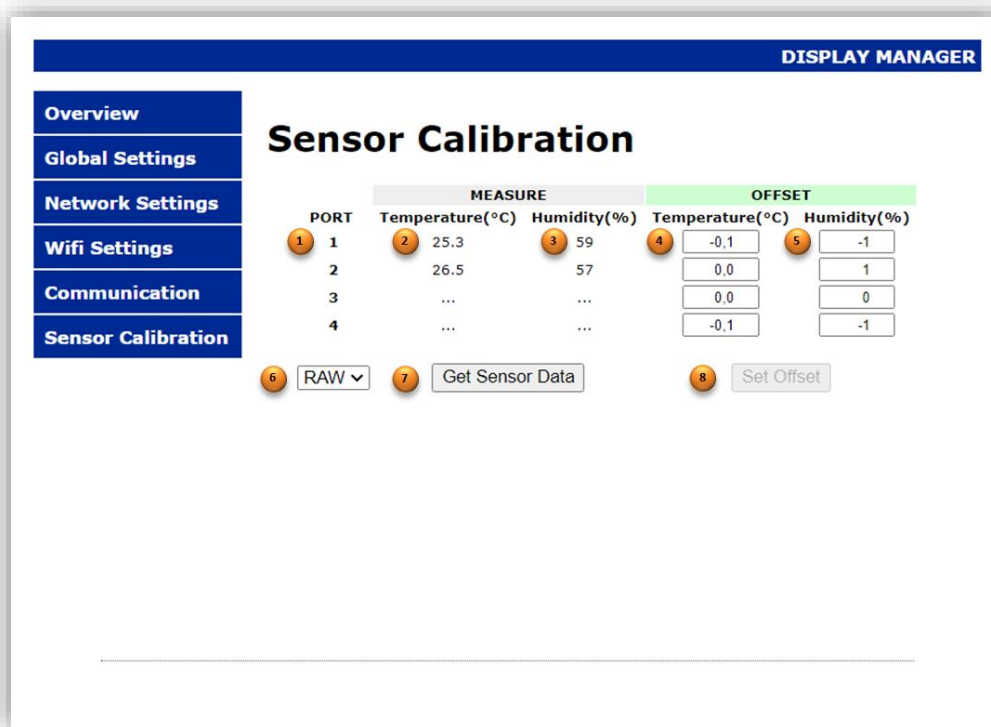 DISPLAY MANAGER
Overview
Global Settings
Network Settings
Wifi Settings
Communication
Sensor Calibration
Sensor Calibration
MEASURE OFFSET
PORT Temperature(°C) Humidity(%) Temperature(°C) Humidity(%)
1 1 2 25.3 3 59 4 -0,1 5 -1
2 26.5 57 0,0 1
3 ... ... 0,0 0
4 ... ... -0,1 -1
6 RAW 7 Get Sensor Data 8 Set Offset